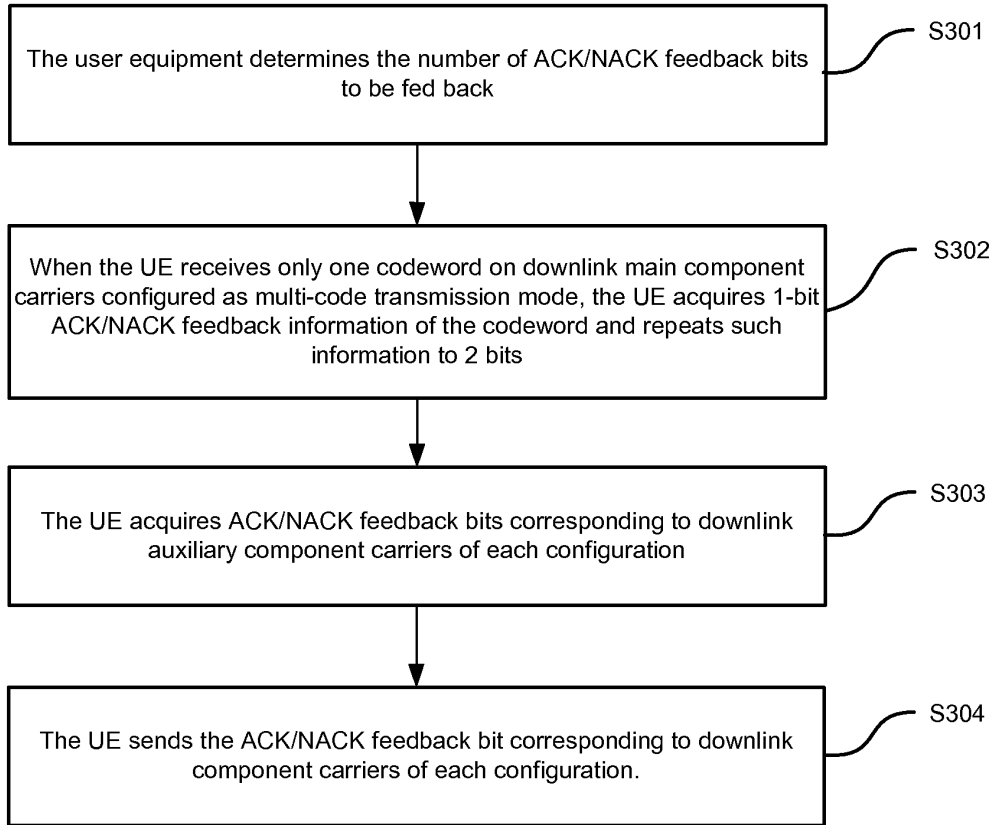 The user equipment determines the number of ACK/NACK feedback bits
to be fed back
S301
When the UE receives only one codeword on downlink main component
carriers configured as multi-code transmission mode, the UE acquires 1-bit
ACK/NACK feedback information of the codeword and repeats such
information to 2 bits
S302
The UE acquires ACK/NACK feedback bits corresponding to downlink
auxiliary component carriers of each configuration
S303
The UE sends the ACK/NACK feedback bit corresponding to downlink
component carriers of each configuration.
S304